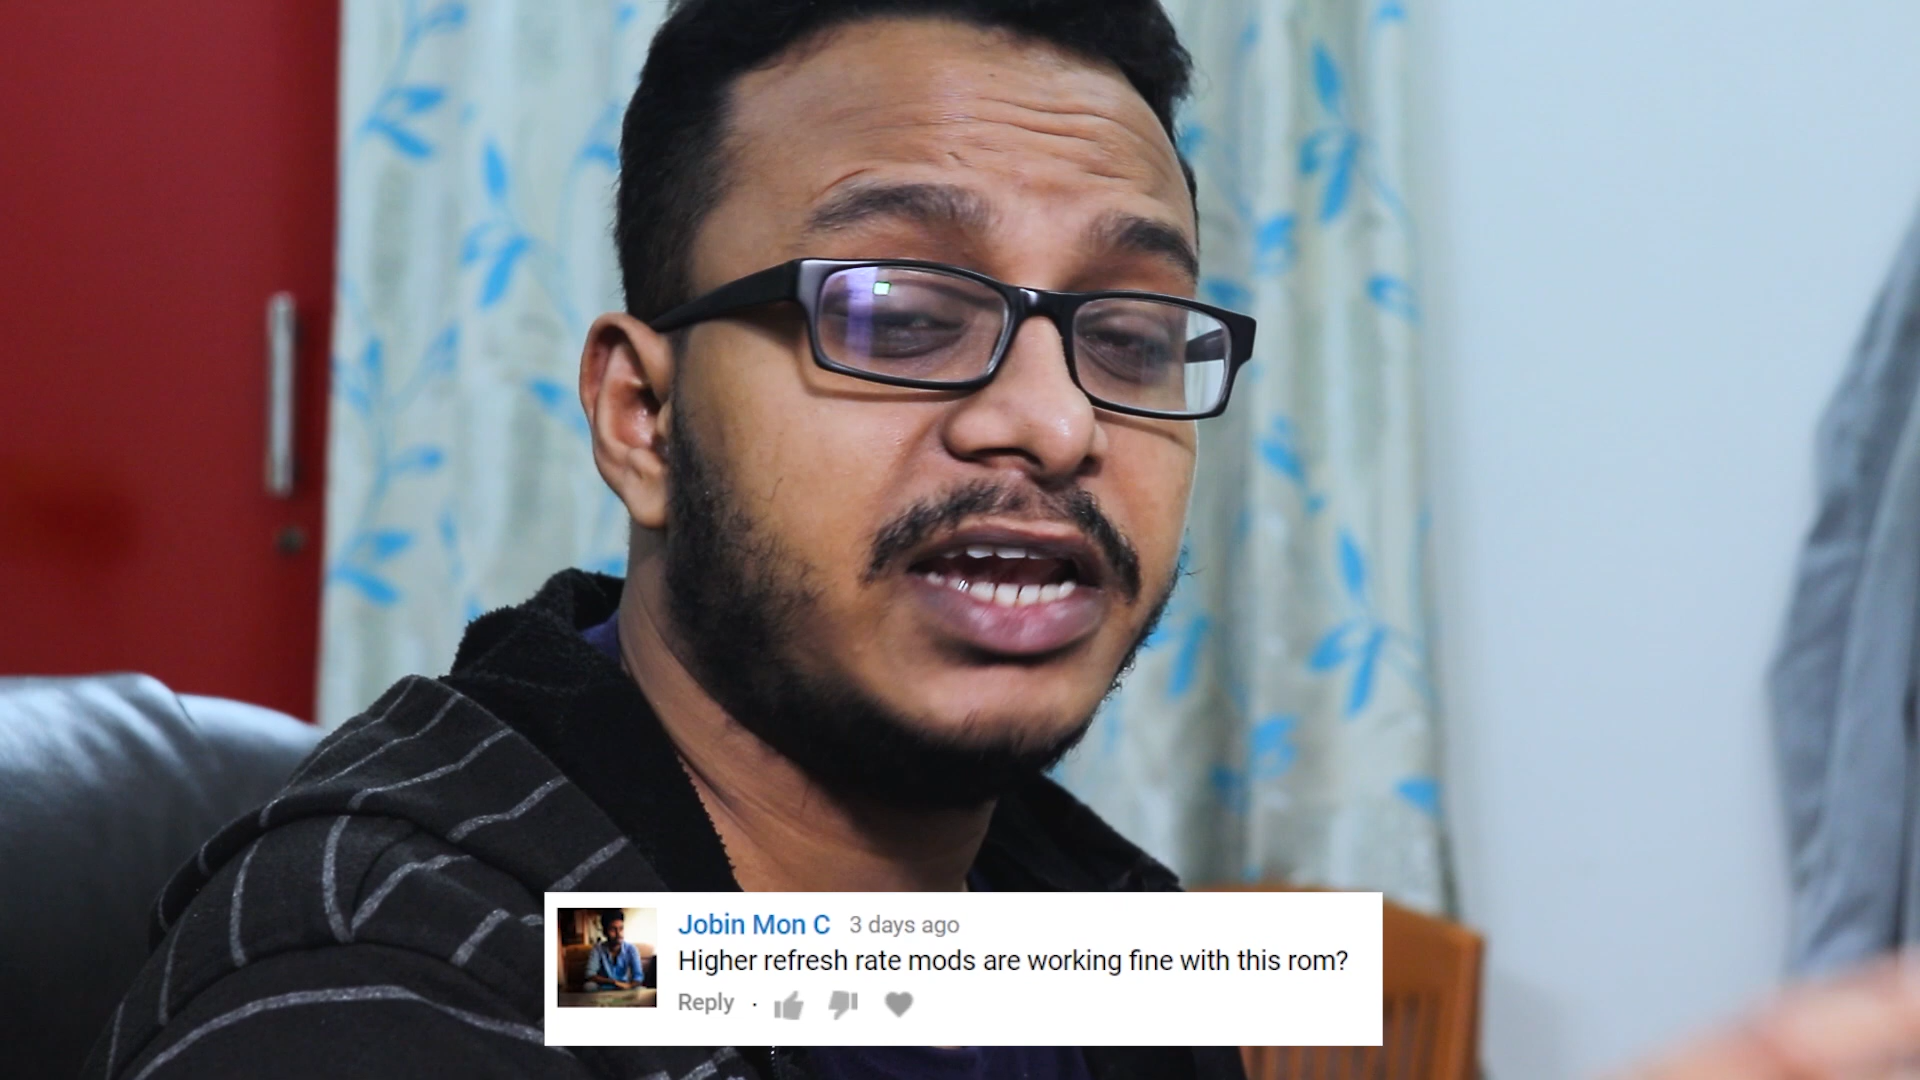 Jobin Mon C 3 days ago
Higher refresh rate mods are working fine with this rom?
Reply ·